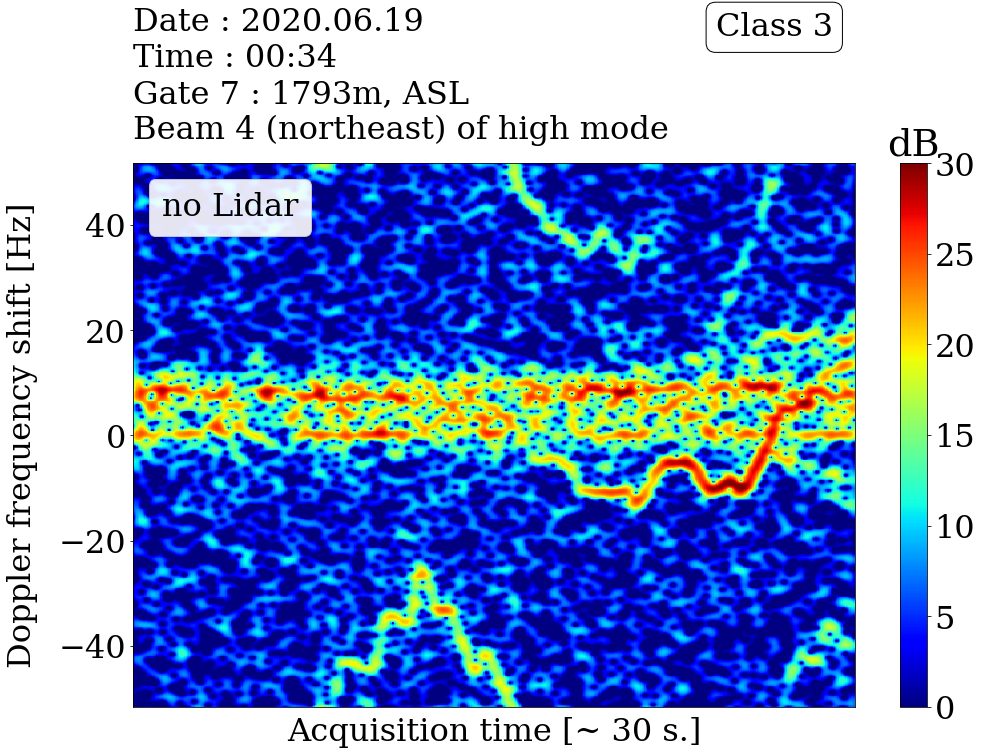 Date : 2020.06.19
Time : 00:34
Gate 7 : 1793m, ASL
Beam 4 (northeast) of high mode
Class 3
no Lidar
dB
30
25
20
15
10
5
0
Doppler frequency shift [Hz]
40
20
0
−20
−40
Acquisition time [~ 30 s.]